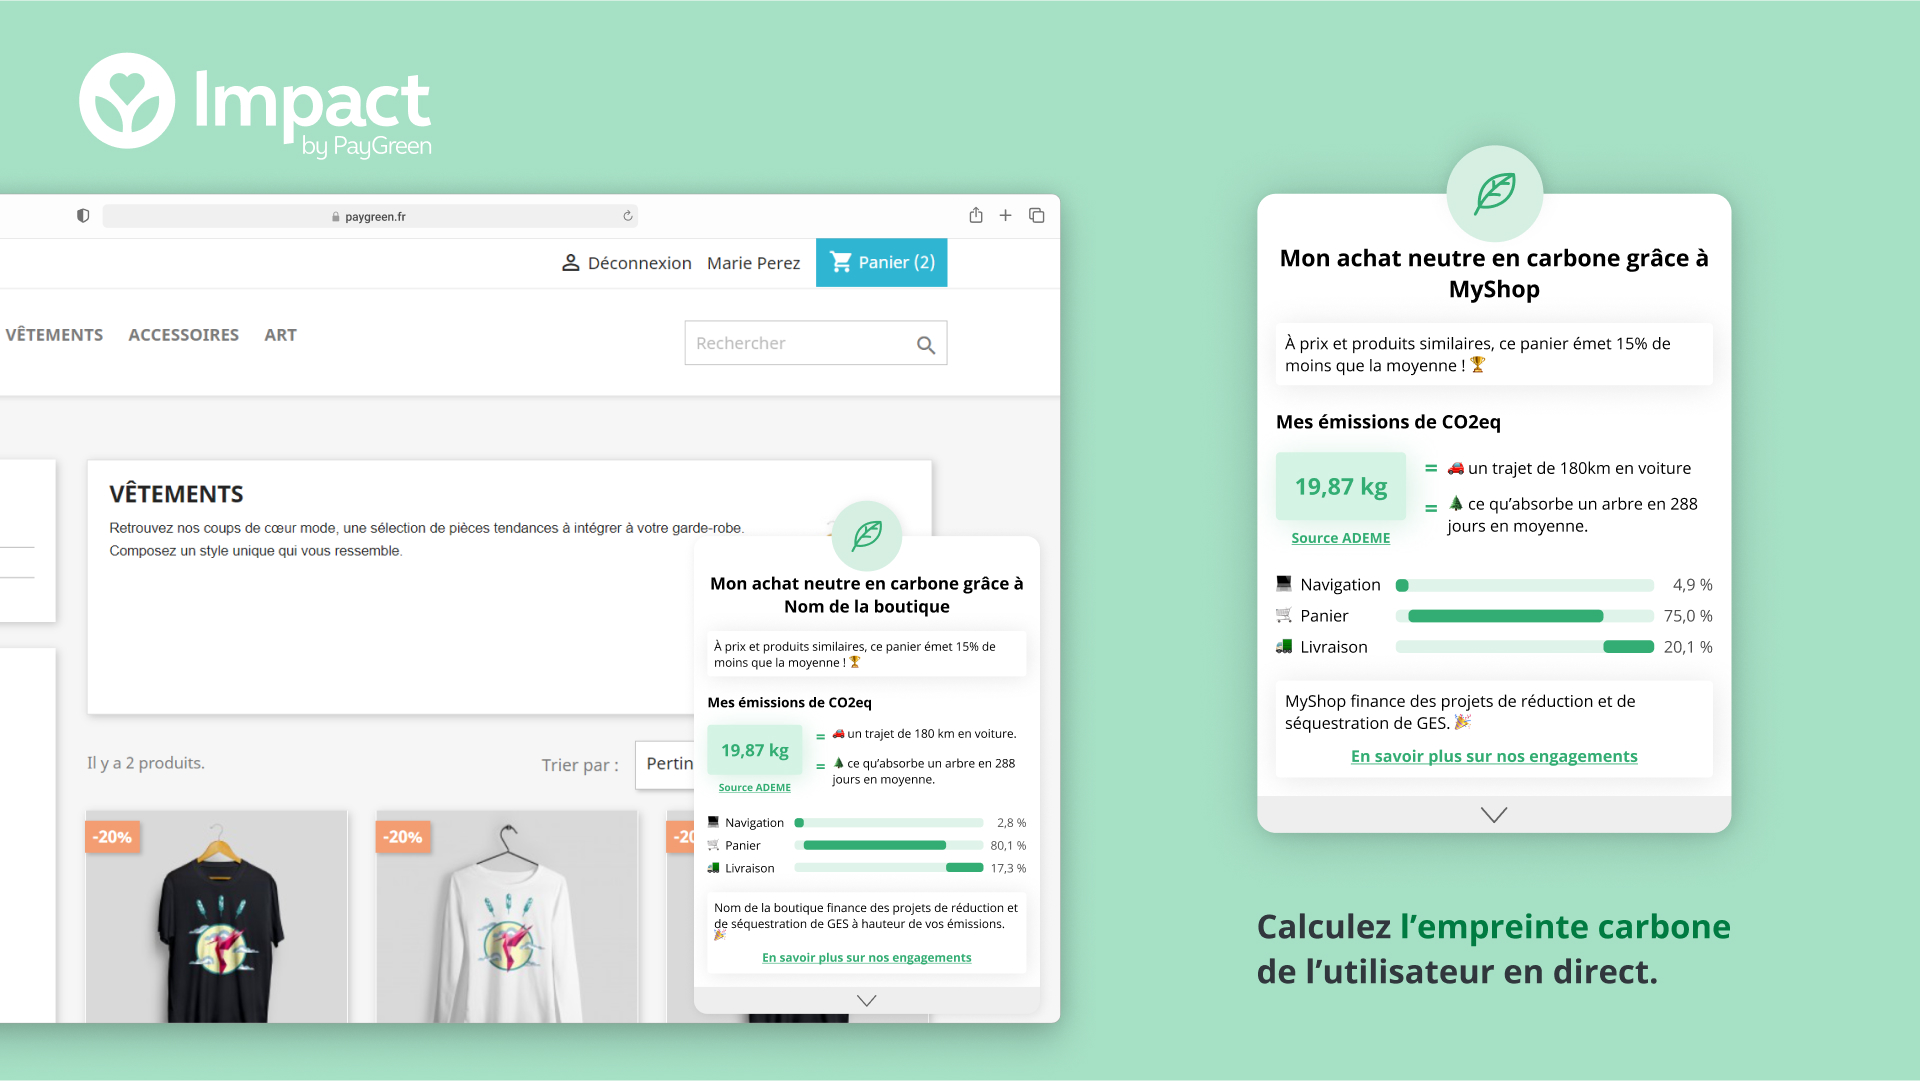 Impact
by PayGreen
paygreen.fr
Déconnexion Marie Perez Panier (2)
VÊTEMENTS ACCESSOIRES ART
Rechercher
VÊTEMENTS
Retrouvez nos coups de cœur mode, une sélection de pièces tendances à intégrer à votre garde-robe.
Composez un style unique qui vous ressemble.
Il y a 2 produits.
Trier par : Pertin
-20%
-20%
-20
Mon achat neutre en carbone grâce à
Nom de la boutique
À prix et produits similaires, ce panier émet 15% de
moins que la moyenne ! 🏆
Mes émissions de CO2eq
19,87 kg
Source ADEME
= 🚗 un trajet de 180 km en voiture.
= 🌲 ce qu’absorbe un arbre en 288
jours en moyenne.
Navigation 2,8 %
Panier 80,1 %
Livraison 17,3 %
Nom de la boutique finance des projets de réduction et
de séquestration de GES à hauteur de vos émissions.
🎉
En savoir plus sur nos engagements
Mon achat neutre en carbone grâce à
MyShop
À prix et produits similaires, ce panier émet 15% de
moins que la moyenne ! 🏆
Mes émissions de CO2eq
19,87 kg
Source ADEME
= 🚗 un trajet de 180km en voiture
= 🌲 ce qu’absorbe un arbre en 288
jours en moyenne.
Navigation 4,9 %
Panier 75,0 %
Livraison 20,1 %
MyShop finance des projets de réduction et de
séquestration de GES. 🎉
En savoir plus sur nos engagements
Calculez l’empreinte carbone
de l’utilisateur en direct.